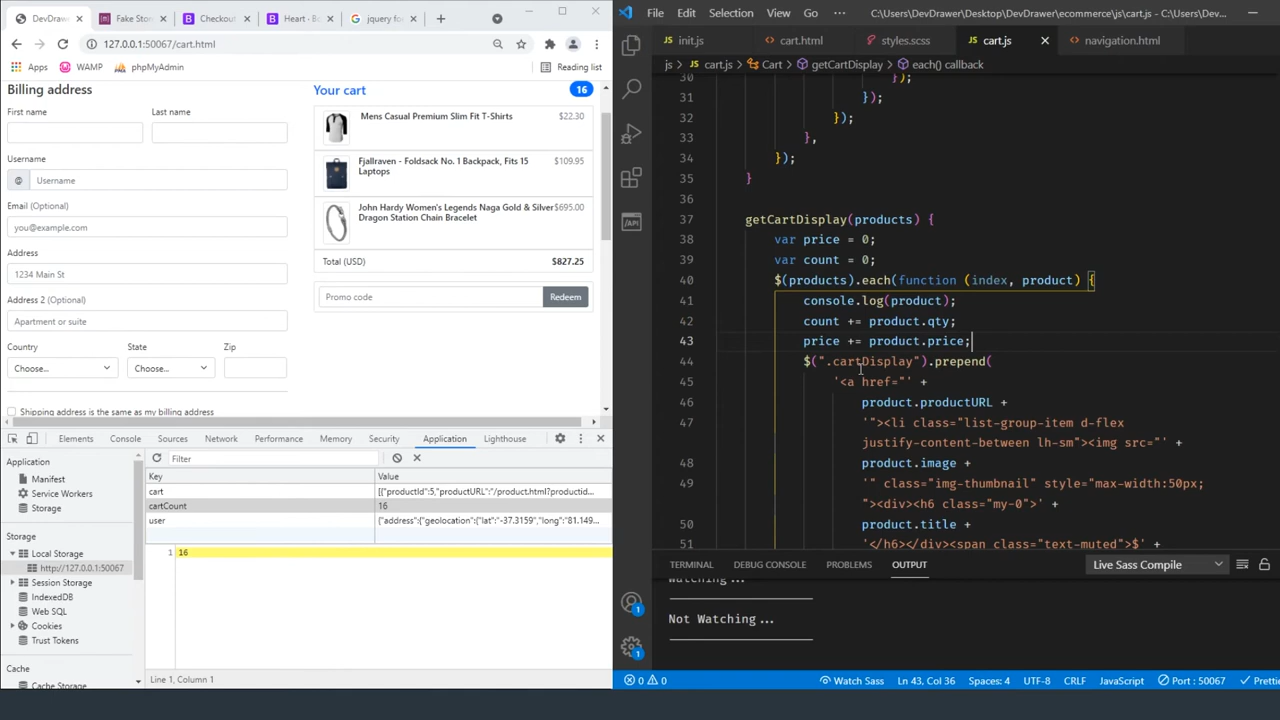 DevDrawer
Fake Ston
Checkout
Heart · Bo
jquery for
127.0.0.1:50067/cart.html
Apps
WAMP
phpMyAdmin
Reading list
Billing address
First name
Last name
Username
@ Username
Email (Optional)
you@example.com
Address
1234 Main St
Address 2 (Optional)
Apartment or suite
Country
State
Zip
Choose...
Choose...
Shipping address is the same as my billing address
Your cart
16
Mens Casual Premium Slim Fit T-Shirts
$22.30
Fjallraven - Foldsack No. 1 Backpack, Fits 15
Laptops
$109.95
John Hardy Women's Legends Naga Gold & Silver
Dragon Station Chain Bracelet
$695.00
Total (USD)
$827.25
Promo code
Redeem
Elements
Console
Sources
Network
Performance
Memory
Security
Application
Lighthouse
Application
Manifest
Service Workers
Storage
Storage
Local Storage
http://127.0.0.1:50067
Session Storage
IndexedDB
Web SQL
Cookies
Trust Tokens
Cache
Cache Storage
Filter
Key
Value
cart
[{"productId":5,"productURL":"/product.html?productid...
cartCount
16
user
{"address":{"geolocation":{"lat":"-37.3159","long":"81.149...
1 16
Line 1, Column 1
File
Edit
Selection
View
Go
...
C:\Users\DevDrawer\Desktop\DevDrawer\ecommerce\js\cart.js - Visual S...
init.js
cart.html
styles.scss
cart.js
navigation.html
js > cart.js > Cart > getCartDisplay > each() callback
30 });
31 });
32 });
33 },
34 });
35 }
36
37 getCartDisplay(products) {
38 var price = 0;
39 var count = 0;
40 $(products).each(function (index, product) {
41 console.log(product);
42 count += product.qty;
43 price += product.price;
44 $(".cartDisplay").prepend(
45 '<a href="' +
46 product.productURL +
47 '"><li class="list-group-item d-flex
justify-content-between lh-sm"><img src="' +
48 product.image +
49 '" class="img-thumbnail" style="max-width:50px;
"><div><h6 class="my-0">' +
50 product.title +
51 '</h6></div><span class="text-muted">$' +
TERMINAL
DEBUG CONSOLE
PROBLEMS
OUTPUT
Live Sass Compile
Watching...
Not Watching...
1
1
0 0
Watch Sass
Ln 43, Col 36
Spaces: 4
UTF-8
CRLF
JavaScript
Port : 50067
Prettie